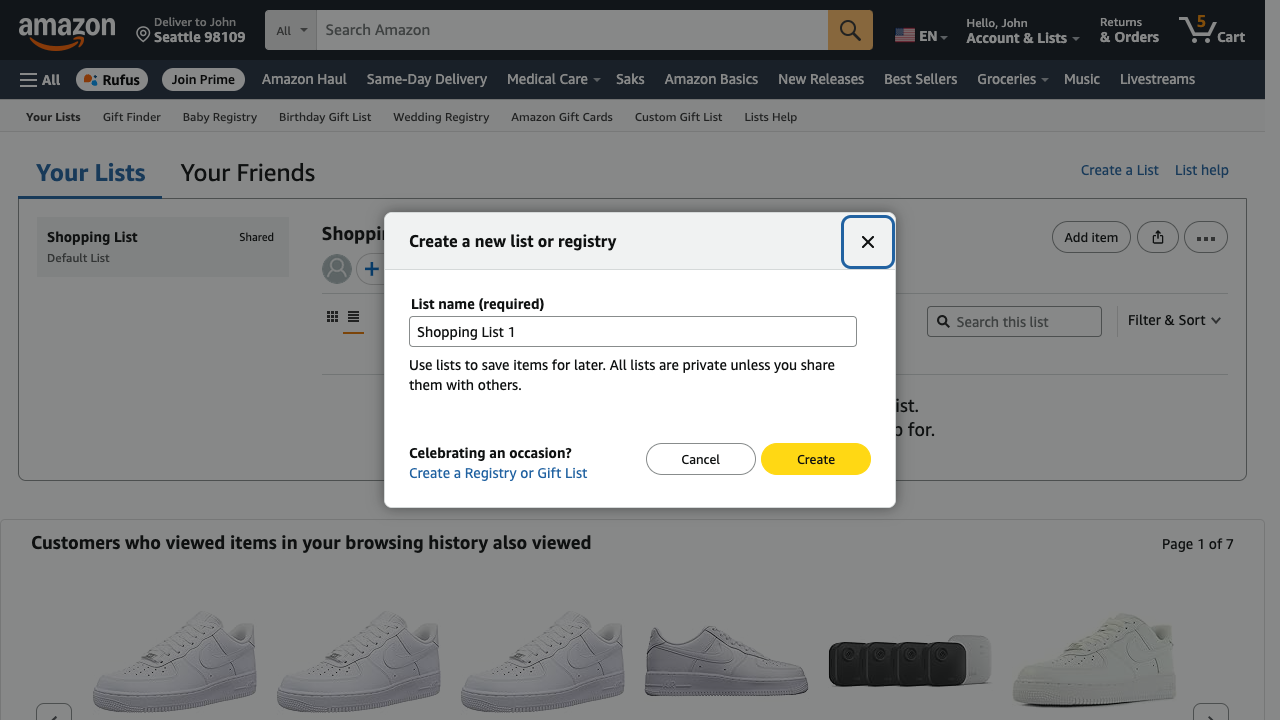 amazon
Deliver to John
Seattle 98109
All
Search Amazon
EN
Hello, John
Account & Lists
Returns
& Orders
5
Cart
All
Rufus
Join Prime
Amazon Haul
Same-Day Delivery
Medical Care
Saks
Amazon Basics
New Releases
Best Sellers
Groceries
Music
Livestreams
Your Lists
Gift Finder
Baby Registry
Birthday Gift List
Wedding Registry
Amazon Gift Cards
Custom Gift List
Lists Help
Your Lists
Your Friends
Create a List
List help
Shopping List
Shared
Default List
Add item
Search this list
Filter & Sort
Create a new list or registry
List name (required)
Shopping List 1
Use lists to save items for later. All lists are private unless you share
them with others.
Celebrating an occasion?
Create a Registry or Gift List
Cancel
Create
for.
Customers who viewed items in your browsing history also viewed
Page 1 of 7